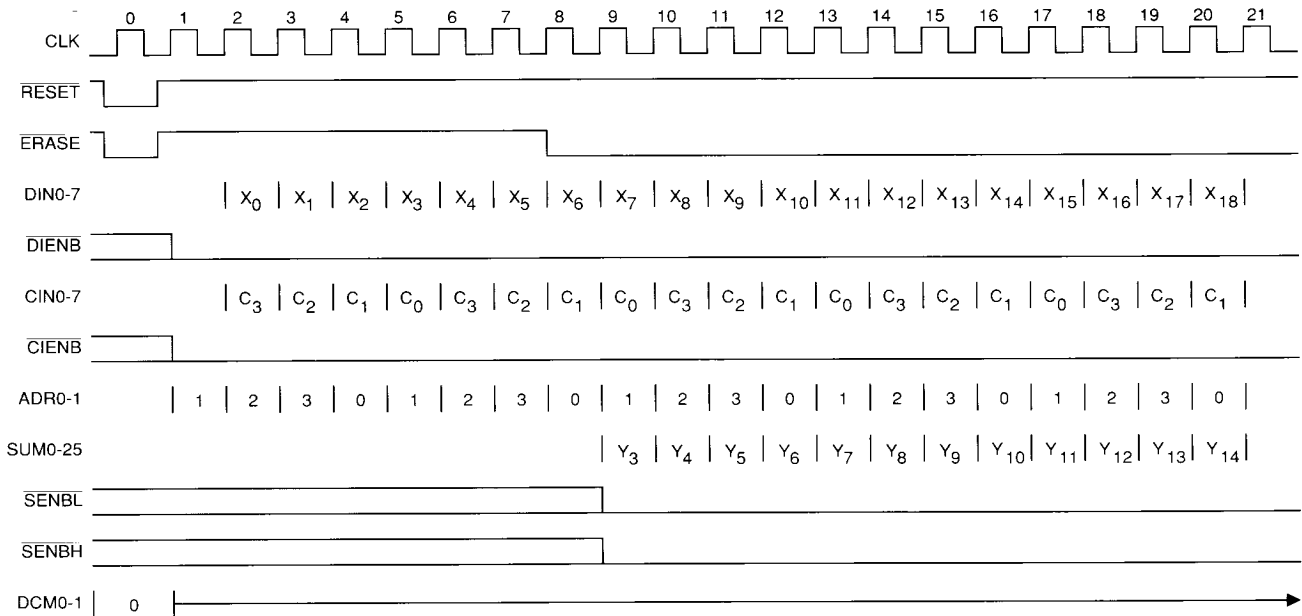 0 1 2 3 4 5 6 7 8 9 10 11 12 13 14 15 16 17 18 19 20 21
CLK
RESET
ERASE
DIN0-7 X0 X1 X2 X3 X4 X5 X6 X7 X8 X9 X10 X11 X12 X13 X14 X15 X16 X17 X18
DIENB
CIN0-7 C3 C2 C1 C0 C3 C2 C1 C0 C3 C2 C1 C0 C3 C2 C1 C0 C3 C2 C1
CIENB
ADR0-1 1 2 3 0 1 2 3 0 1 2 3 0 1 2 3 0 1 2 3 0
SUM0-25 Y3 Y4 Y5 Y6 Y7 Y8 Y9 Y10 Y11 Y12 Y13 Y14
SENBL
SENBH
DCM0-1 0